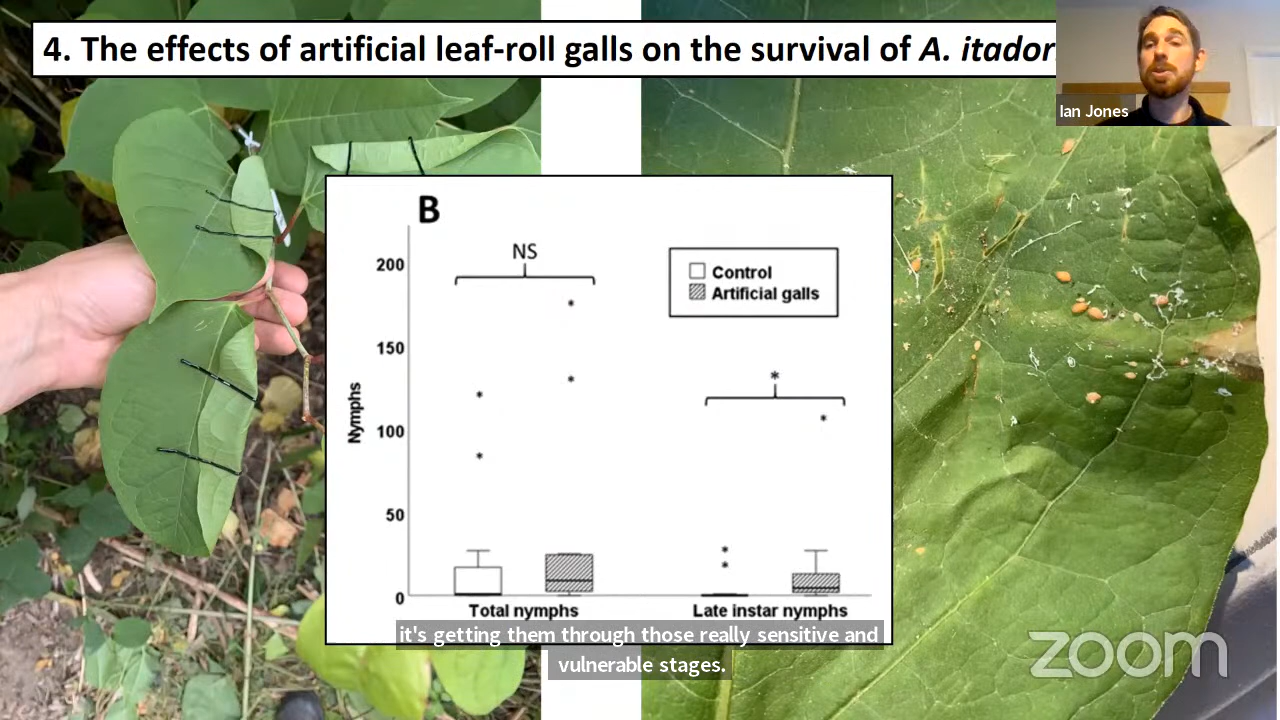 4. The effects of artificial leaf-roll galls on the survival of A. itador
Ian Jones
B
NS
200
Control
Artificial galls
150
*
Nymphs
100
50
0
Total nymphs
Late instar nymphs
it's getting them through those really sensitive and
vulnerable stages.
zoom